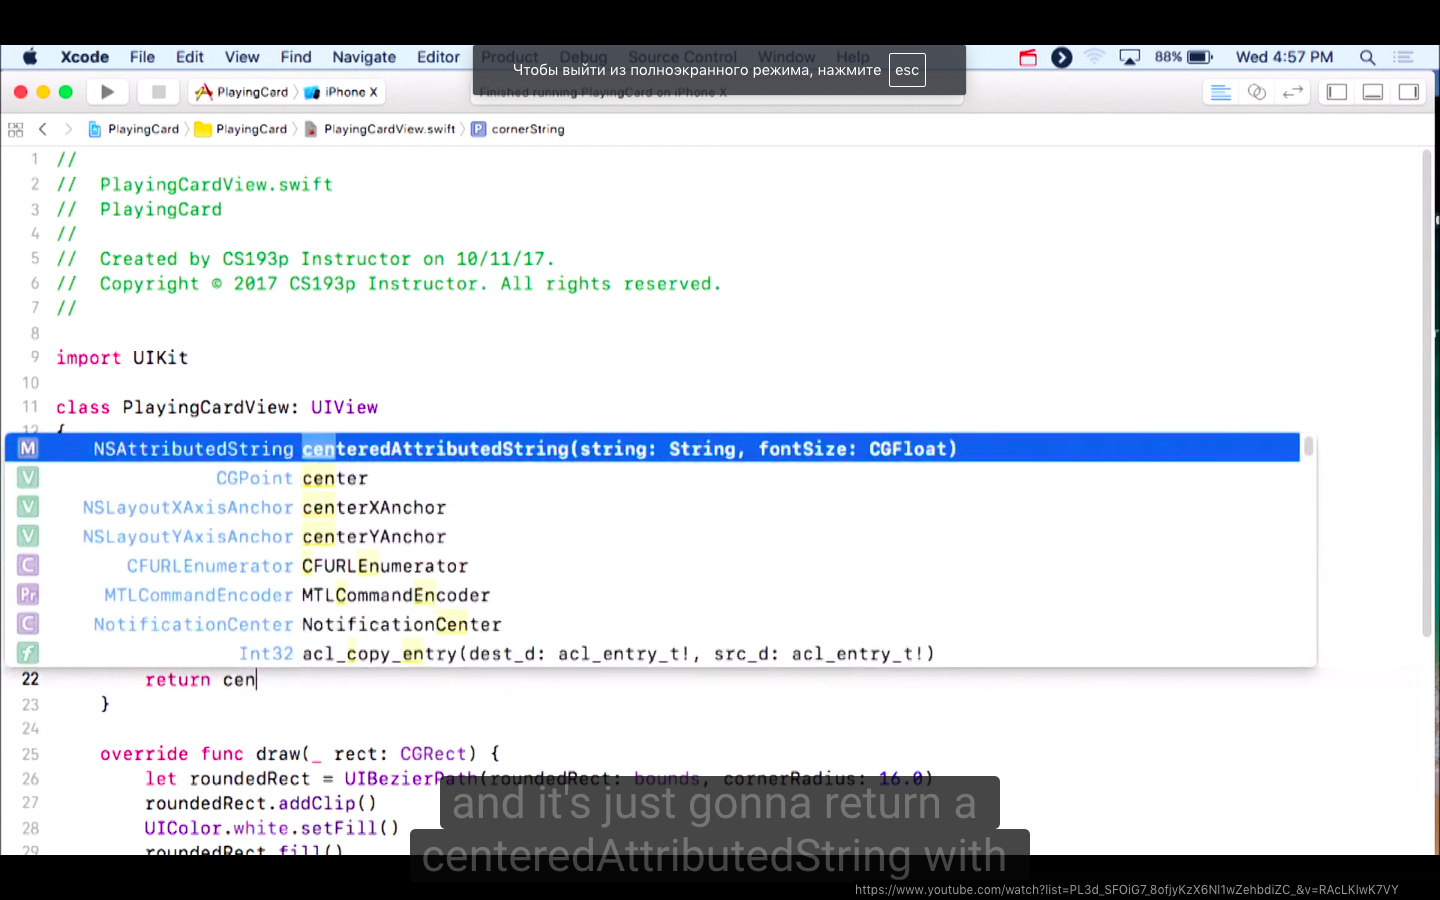 Xcode File Edit View Find Navigate Editor Product Debug Source Control Window Help 88% Wed 4:57 PM
Чтобы выйти из полноэкранного режима, нажмите esc
PlayingCard iPhone X Finished running PlayingCard on iPhone X
PlayingCard PlayingCard PlayingCardView.swift P cornerString
1 //
2 // PlayingCardView.swift
3 // PlayingCard
4 //
5 // Created by CS193p Instructor on 10/11/17.
6 // Copyright © 2017 CS193p Instructor. All rights reserved.
7 //
8
9 import UIKit
10
11 class PlayingCardView: UIView
12 {
M NSAttributedString centeredAttributedString(string: String, fontSize: CGFloat)
V CGPoint center
V NSLayoutXAxisAnchor centerXAnchor
V NSLayoutYAxisAnchor centerYAnchor
C CFURLEnumerator CFURLEnumerator
Pr MTLCommandEncoder MTLCommandEncoder
C NotificationCenter NotificationCenter
f Int32 acl_copy_entry(dest_d: acl_entry_t!, src_d: acl_entry_t!)
22 return cen
23 }
24
25 override func draw(_ rect: CGRect) {
26 let roundedRect = UIBezierPath(roundedRect: bounds, cornerRadius: 16.0)
27 roundedRect.addClip()
28 UIColor.white.setFill()
29 roundedRect.fill()
and it's just gonna return a
centeredAttributedString with
https://www.youtube.com/watch?list=PL3d_SFOiG7_8ofjyKzX6Nl1wZehbdiZC_&v=RAcLKlwK7VY